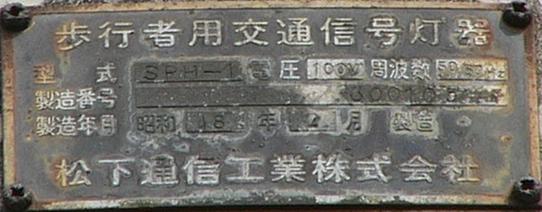 歩行者用交通信号灯器
型式 SPH-1 電圧 100V 周波数
製造番号
製造年月 昭和 48 年 月 製造
松下通信工業株式会社